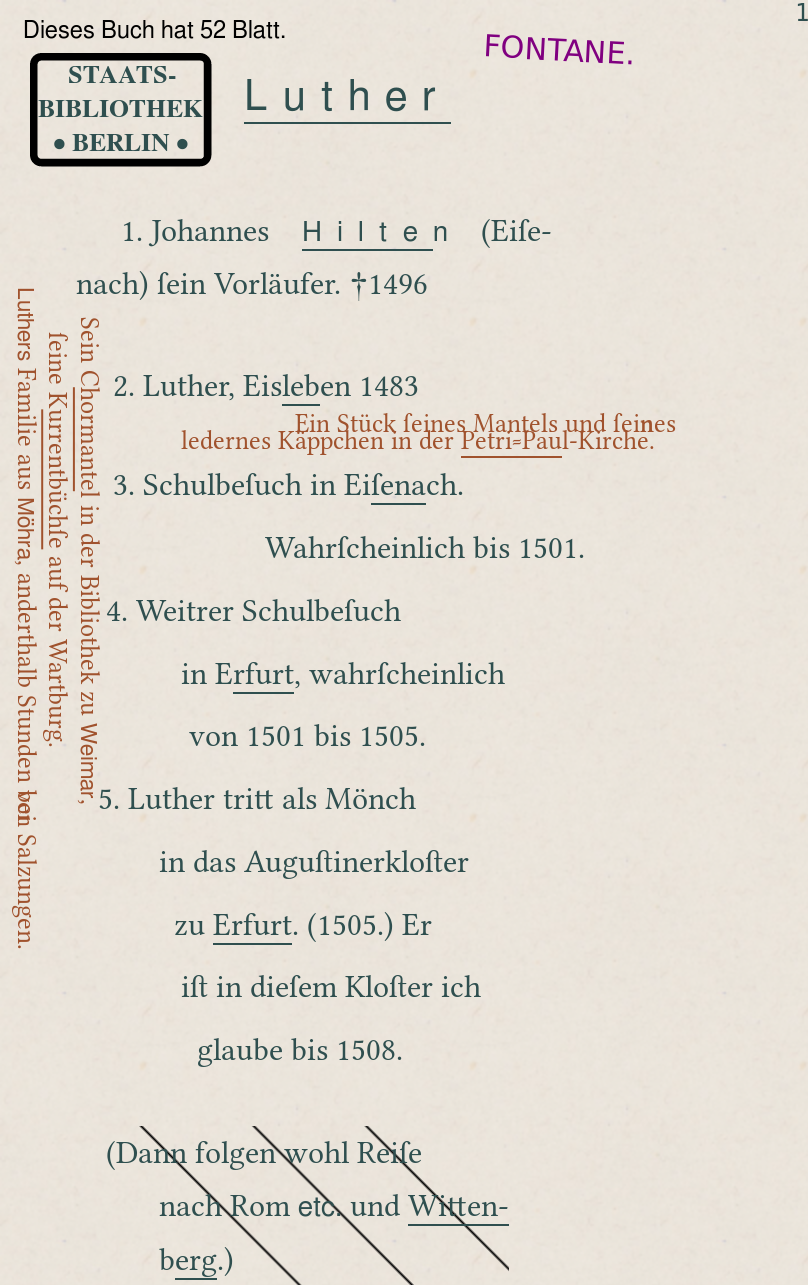 1
Dieses Buch hat 52 Blatt.
FONTANE.
STAATS-
BIBLIOTHEK
• BERLIN •
Luther
1. Johannes Hilten (Eiſe-
nach) ſein Vorläufer. †1496
2. Luther, Eisleben 1483
Ein Stück ſeines Mantels und ſeines
ledernes Käppchen in der Petri-Paul-Kirche.
3. Schulbeſuch in Eiſenach.
Wahrſcheinlich bis 1501.
4. Weitrer Schulbeſuch
in Erfurt, wahrſcheinlich
von 1501 bis 1505.
5. Luther tritt als Mönch
in das Auguſtinerkloſter
zu Erfurt. (1505.) Er
iſt in dieſem Kloſter ich
glaube bis 1508.
(Dann folgen wohl Reiſe
nach Rom etc. und Witten-
berg.)
Sein Chormantel in der Bibliothek zu Weimar,
ſeine Kurrentbüchſe auf der Wartburg.
Luthers Familie aus Möhra, anderthalb Stunden Salzungen.